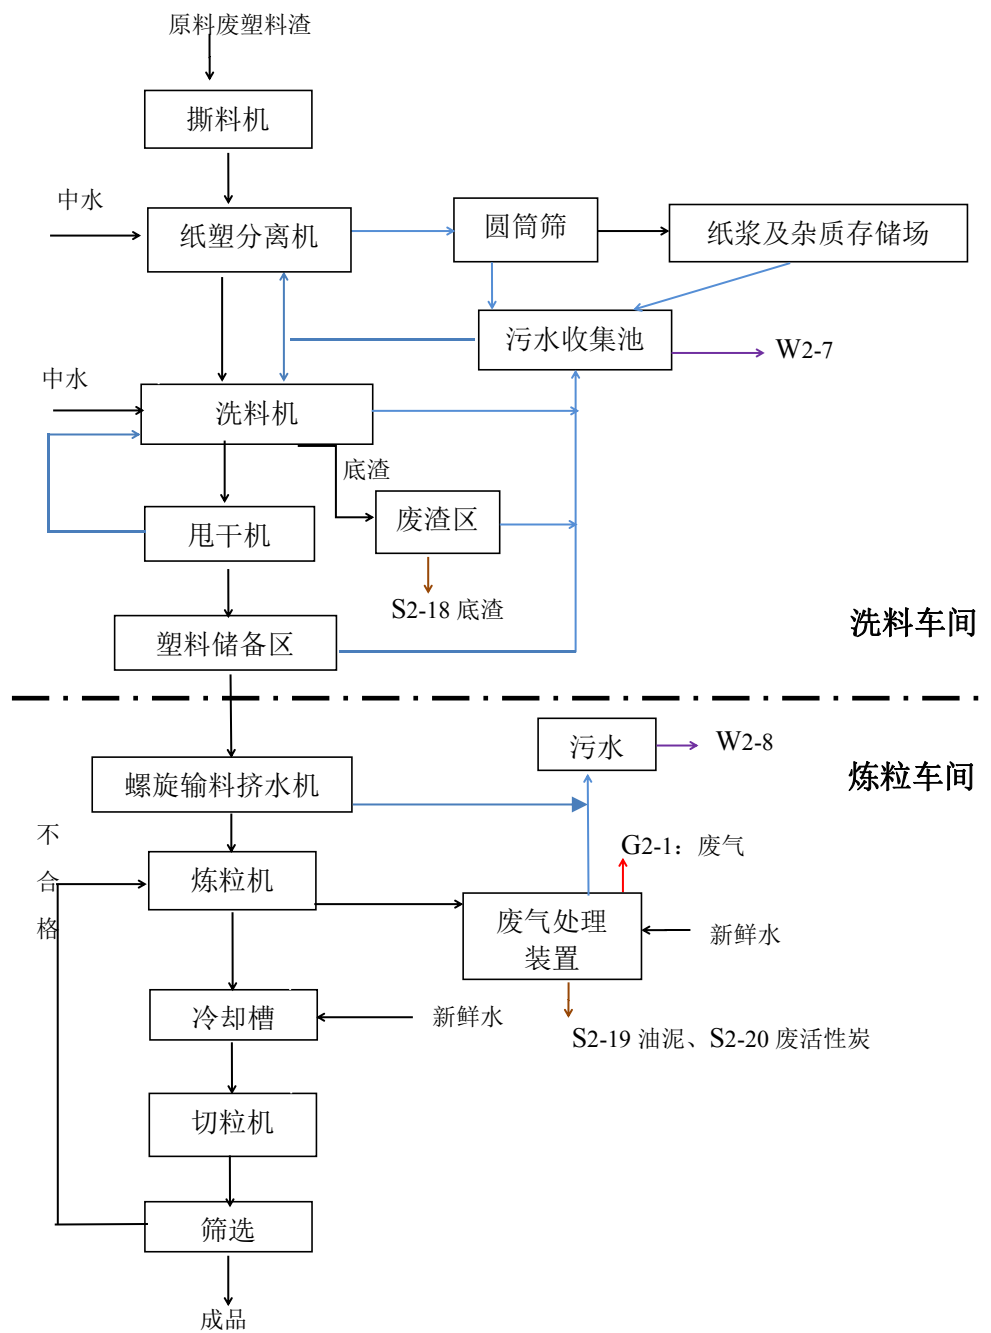 原料废塑料渣
撕料机
中水
纸塑分离机
圆筒筛
纸浆及杂质存储场
污水收集池
W2-7
中水
洗料机
底渣
废渣区
甩干机
S2-18 底渣
塑料储备区
洗料车间
污水
W2-8
螺旋输料挤水机
炼粒车间
不
合
格
G2-1：废气
炼粒机
废气处理
装置
新鲜水
冷却槽
新鲜水
S2-19 油泥、S2-20 废活性炭
切粒机
筛选
成品